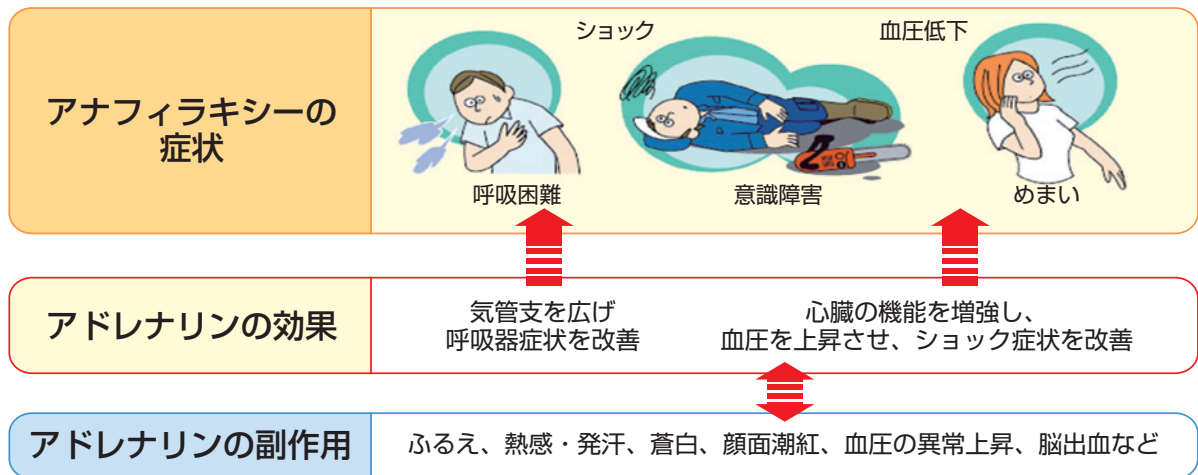 アナフィラキシーの
症状
ショック
血圧低下
呼吸困難
意識障害
めまい
アドレナリンの効果
気管支を広げ
呼吸器症状を改善
心臓の機能を増強し、
血圧を上昇させ、ショック症状を改善
アドレナリンの副作用
ふるえ、熱感・発汗、蒼白、顔面潮紅、血圧の異常上昇、脳出血など